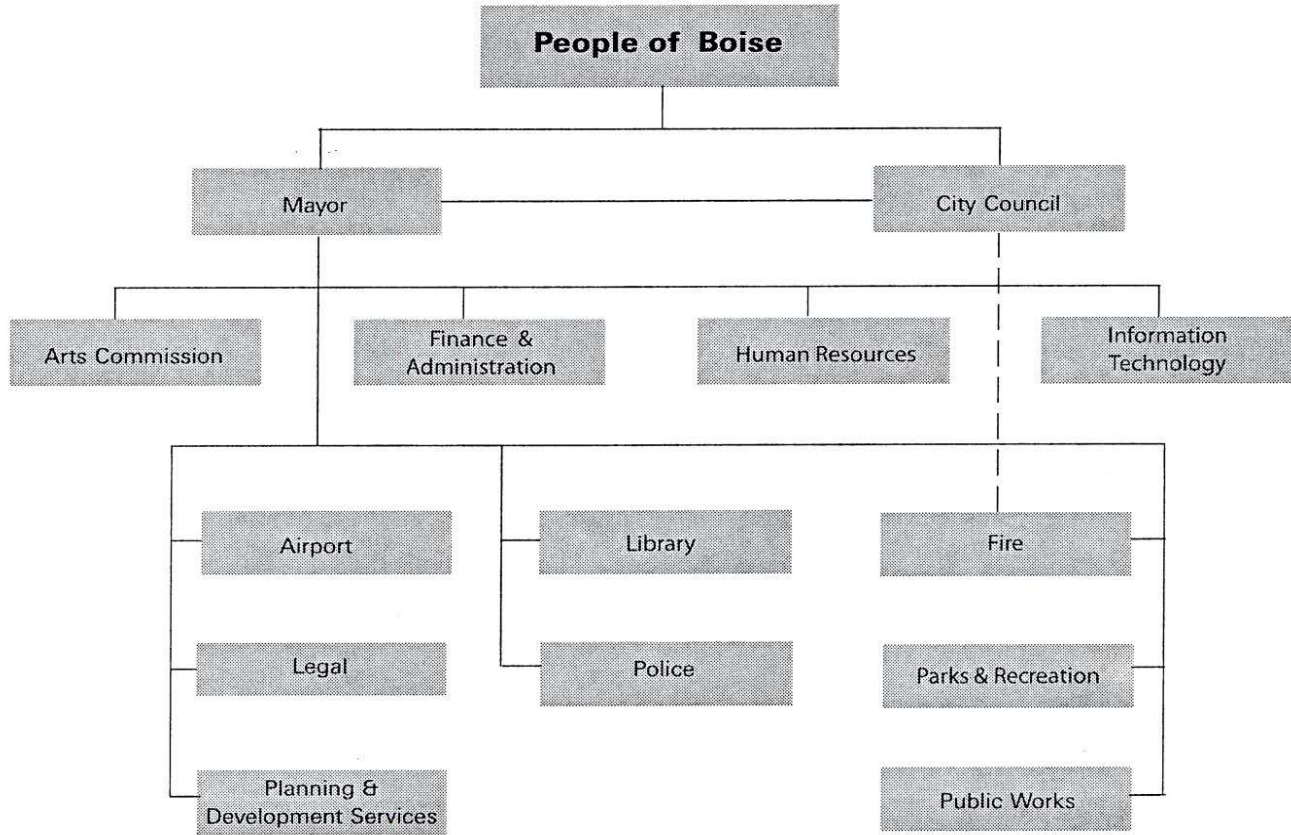 People of Boise
Mayor
City Council
Arts Commission
Finance &
Administration
Human Resources
Information
Technology
Airport
Library
Fire
Legal
Police
Parks & Recreation
Planning &
Development Services
Public Works